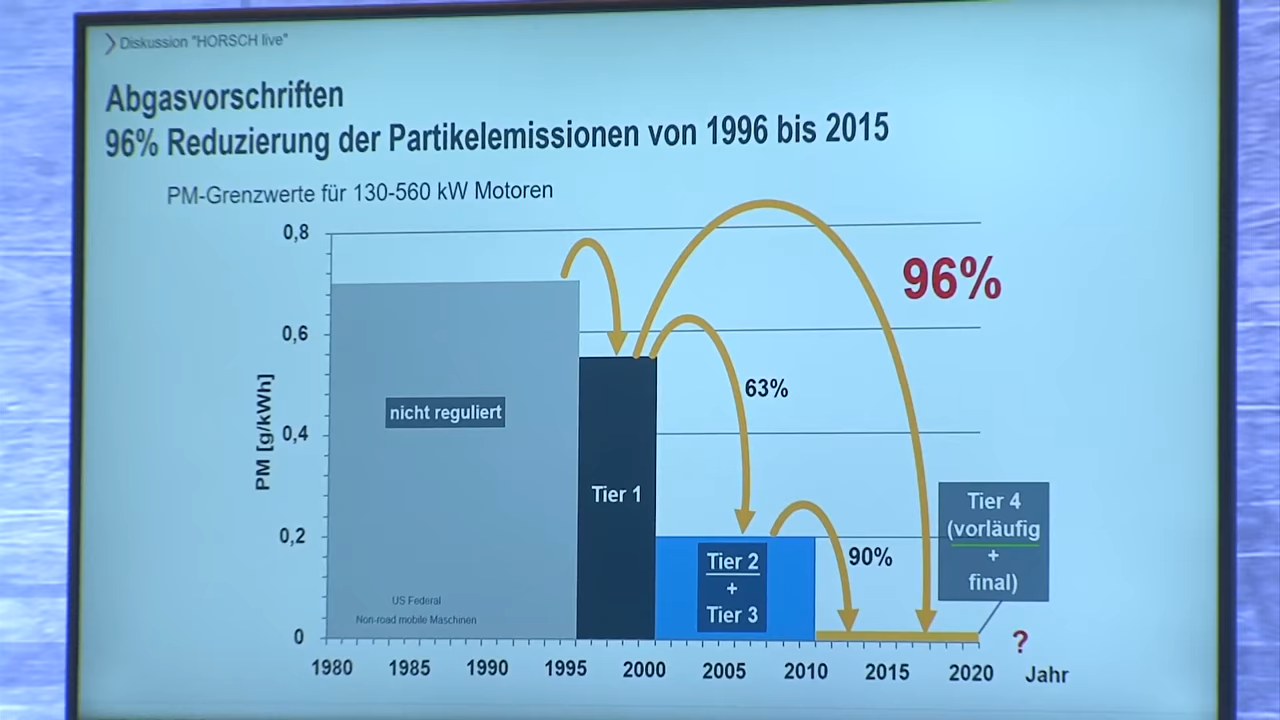 Diskussion "HORSCH live"
Abgasvorschriften
96% Reduzierung der Partikelemissionen von 1996 bis 2015
PM-Grenzwerte für 130-560 kW Motoren
0,8
96%
0,6
63%
PM [g/kWh]
nicht reguliert
0,4
Tier 1
Tier 4
(vorläufig
+
final)
0,2
90%
Tier 2
+
Tier 3
US Federal
Non-road mobile Maschinen
0
?
1980 1985 1990 1995 2000 2005 2010 2015 2020 Jahr